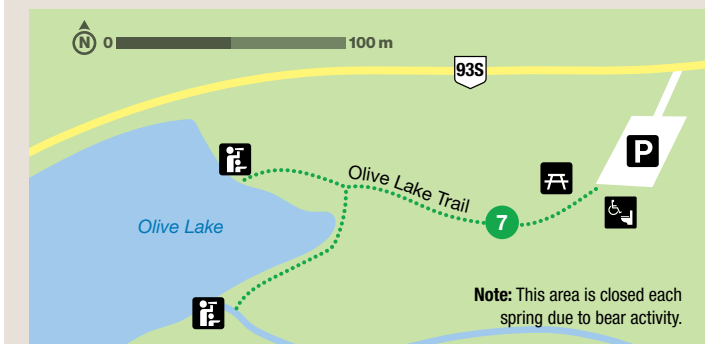 N 0 100 m
93S
P
Olive Lake Trail
7
Olive Lake
Note: This area is closed each
spring due to bear activity.